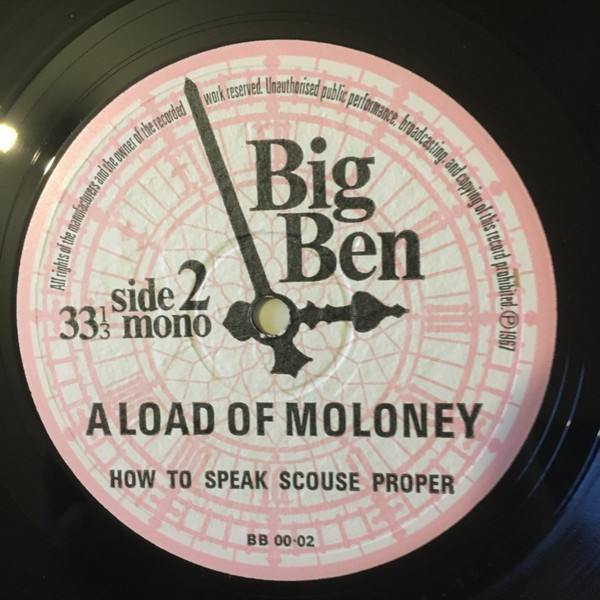 All rights of the manufacturers and the owner of the recorded work reserved. Unauthorised public performance, broadcasting, and copying of this record prohibited. ℗ 1967
Big
Ben
side 2
33⅓ mono
A LOAD OF MOLONEY
HOW TO SPEAK SCOUSE PROPER
BB 00-02